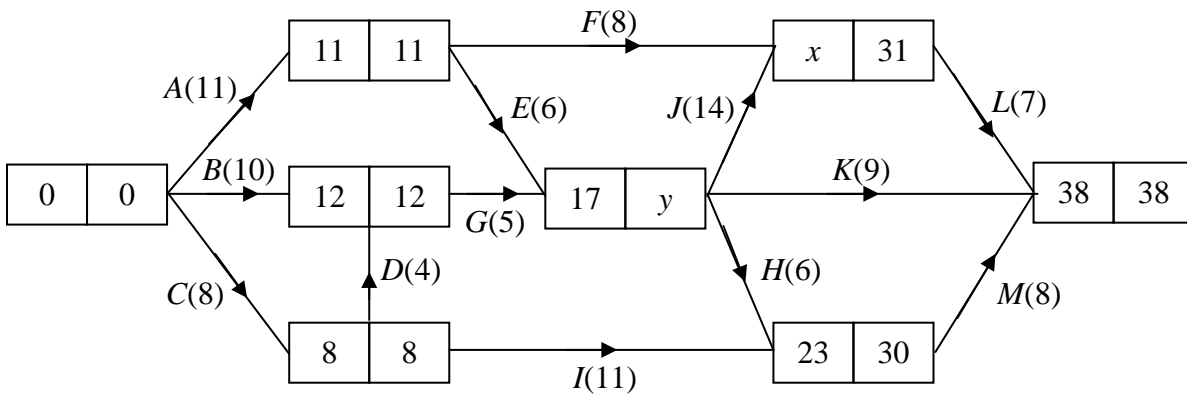 F(8)
11 11
x 31
A(11)
E(6)
J(14)
L(7)
B(10)
K(9)
0 0
12 12
17 y
38 38
G(5)
D(4)
H(6)
C(8)
M(8)
8 8
23 30
I(11)